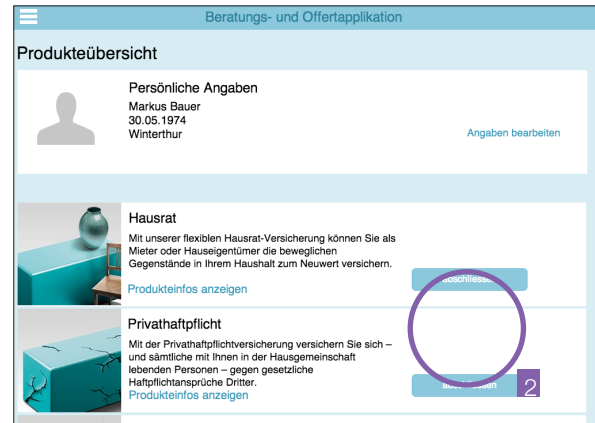 Beratungs- und Offertapplikation
Produkteübersicht
Persönliche Angaben
Markus Bauer
30.05.1974
Winterthur
Angaben bearbeiten
Hausrat
Mit unserer flexiblen Hausrat-Versicherung können Sie als
Mieter oder Hauseigentümer die beweglichen
Gegenstände in Ihrem Haushalt zum Neuwert versichern.
abschliessen
Produkteinfos anzeigen
Privathaftpflicht
Mit der Privathaftpflichtversicherung versichern Sie sich –
und sämtliche mit Ihnen in der Hausgemeinschaft
lebenden Personen – gegen gesetzliche
Haftpflichtansprüche Dritter.
abschliessen
2
Produkteinfos anzeigen